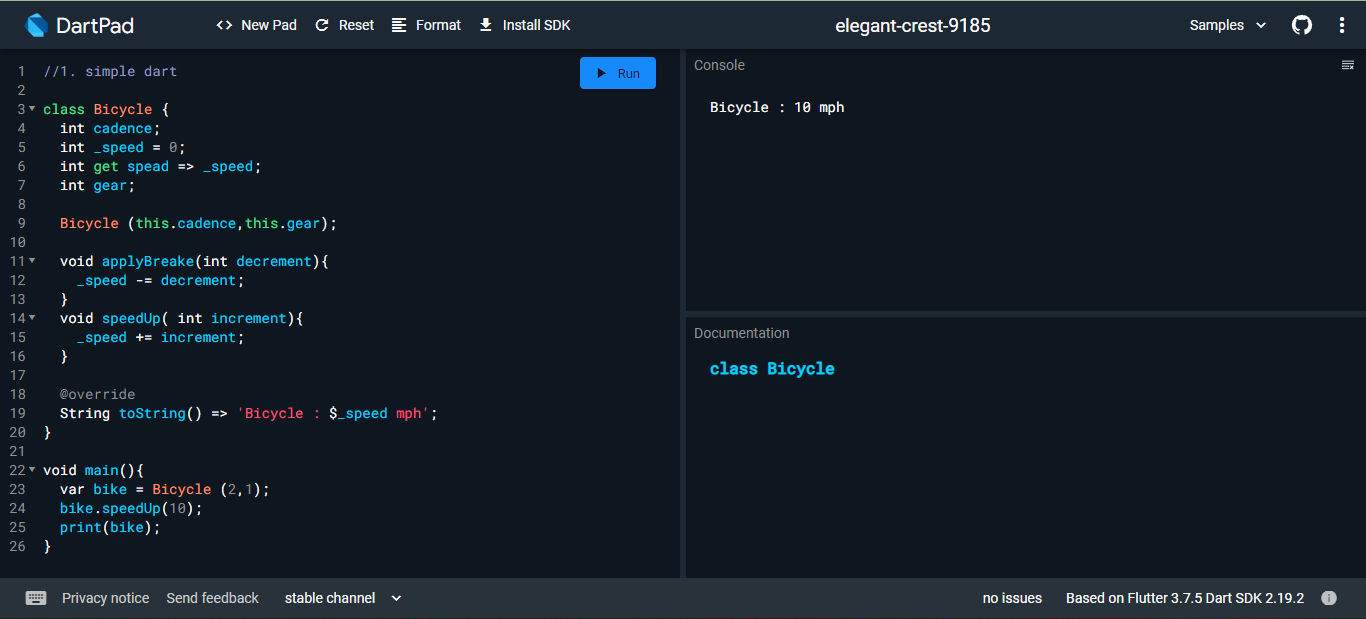 DartPad
New Pad
Reset
Format
Install SDK
elegant-crest-9185
Samples
Run
1 //1. simple dart
2
3 class Bicycle {
4   int cadence;
5   int _speed = 0;
6   int get spead => _speed;
7   int gear;
8
9   Bicycle (this.cadence,this.gear);
10
11   void applyBreake(int decrement){
12     _speed -= decrement;
13   }
14   void speedUp( int increment){
15     _speed += increment;
16   }
17
18   @override
19   String toString() => 'Bicycle : $_speed mph';
20 }
21
22 void main(){
23   var bike = Bicycle (2,1);
24   bike.speedUp(10);
25   print(bike);
26 }
Console
Bicycle : 10 mph
Documentation
class Bicycle
Privacy notice
Send feedback
stable channel
no issues
Based on Flutter 3.7.5 Dart SDK 2.19.2